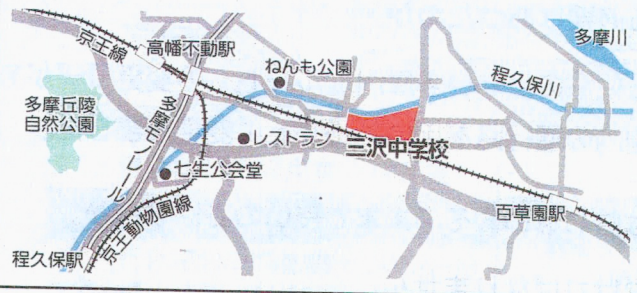 京王線
高幡不動駅
多摩川
ねんも公園
程久保川
多摩丘陵
自然公園
多摩モノレール
レストラン
三沢中学校
七生公会堂
京王動物園線
百草園駅
程久保駅